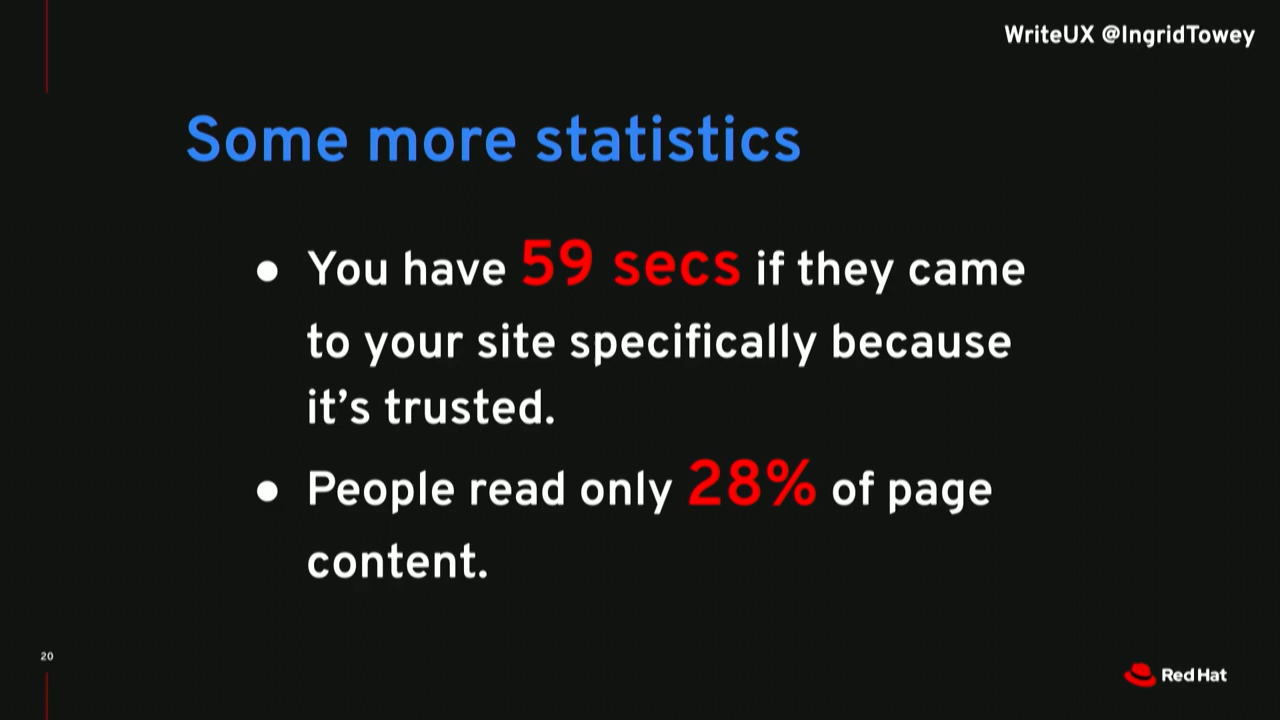 WriteUX @IngridTowey
Some more statistics
● You have 59 secs if they came
to your site specifically because
it’s trusted.
● People read only 28% of page
content.
20
Red Hat